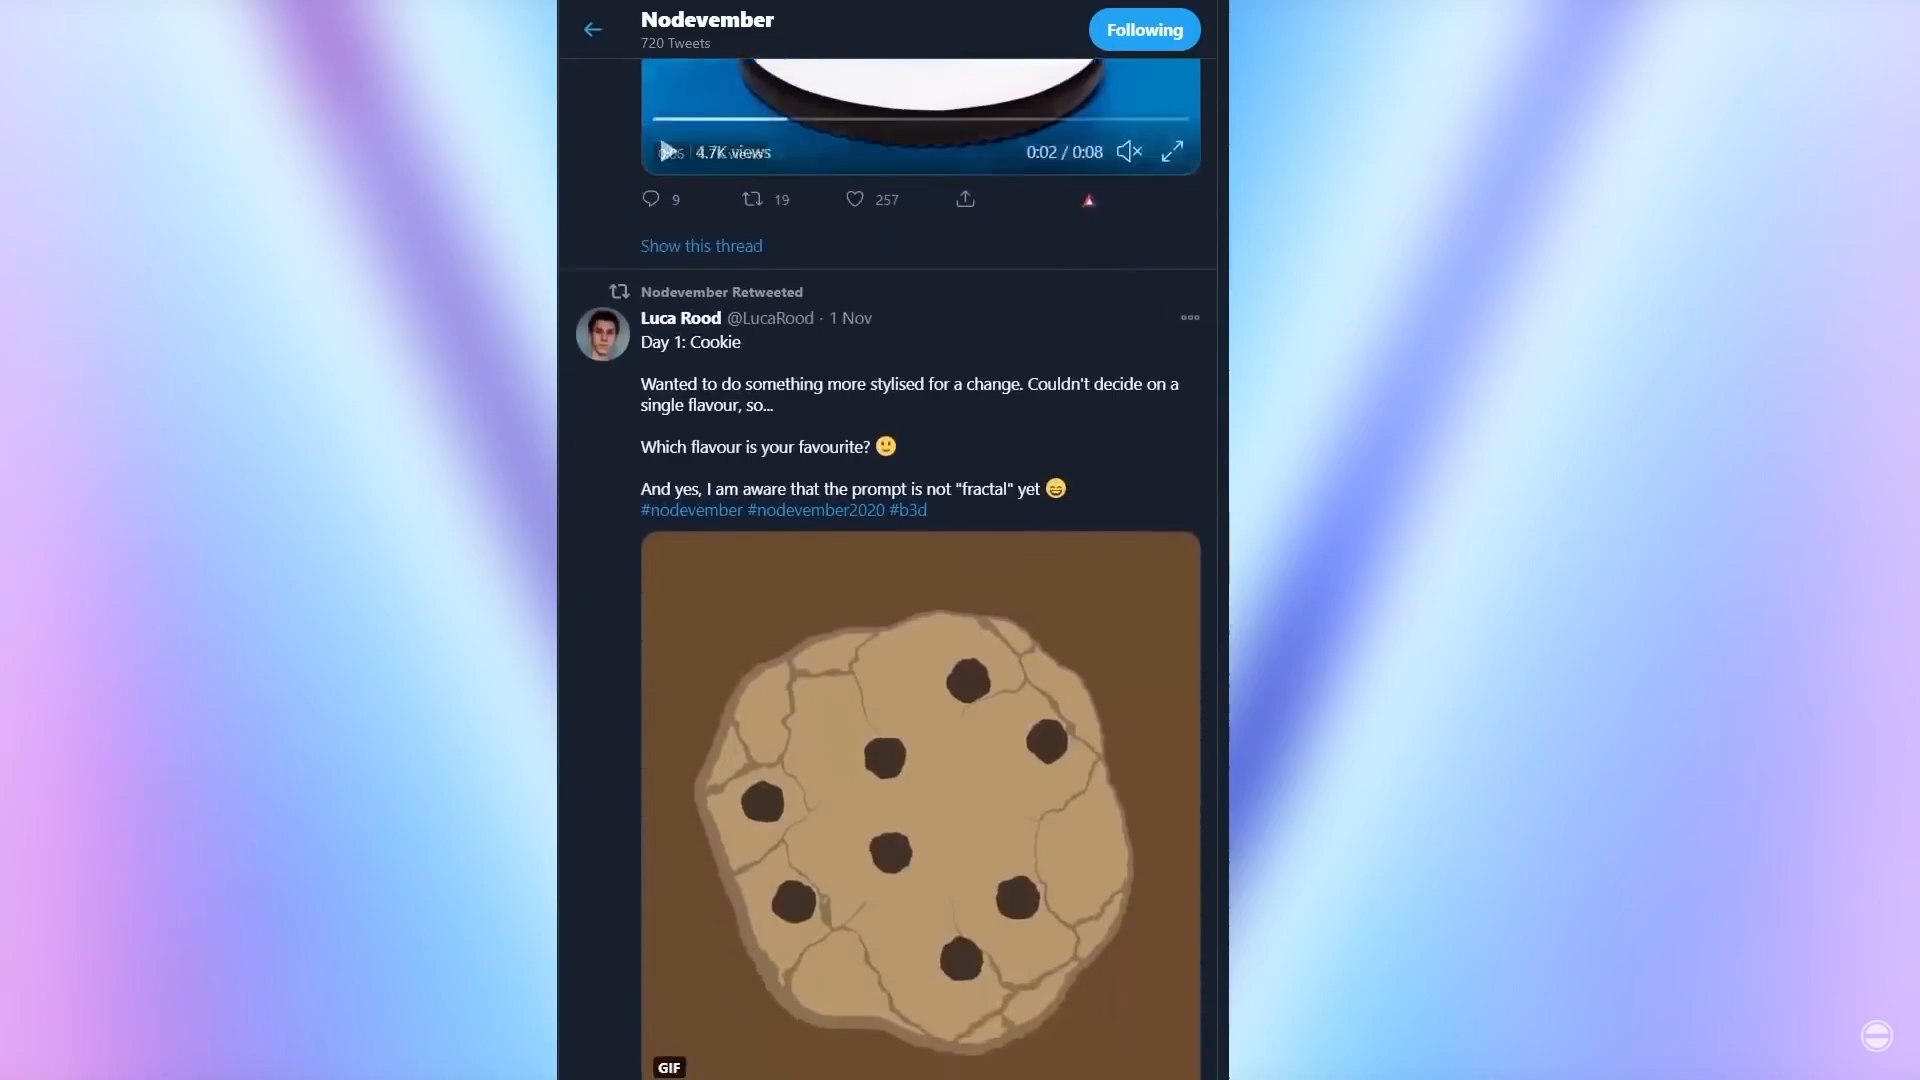 Nodevember
720 Tweets
Following
4.7K views
0:02 / 0:08
9
19
257
Show this thread
Nodevember Retweeted
Luca Rood @LucaRood · 1 Nov
Day 1: Cookie
Wanted to do something more stylised for a change. Couldn't decide on a
single flavour, so...
Which flavour is your favourite? 🙂
And yes, I am aware that the prompt is not "fractal" yet 😄
#nodevember #nodevember2020 #b3d
GIF